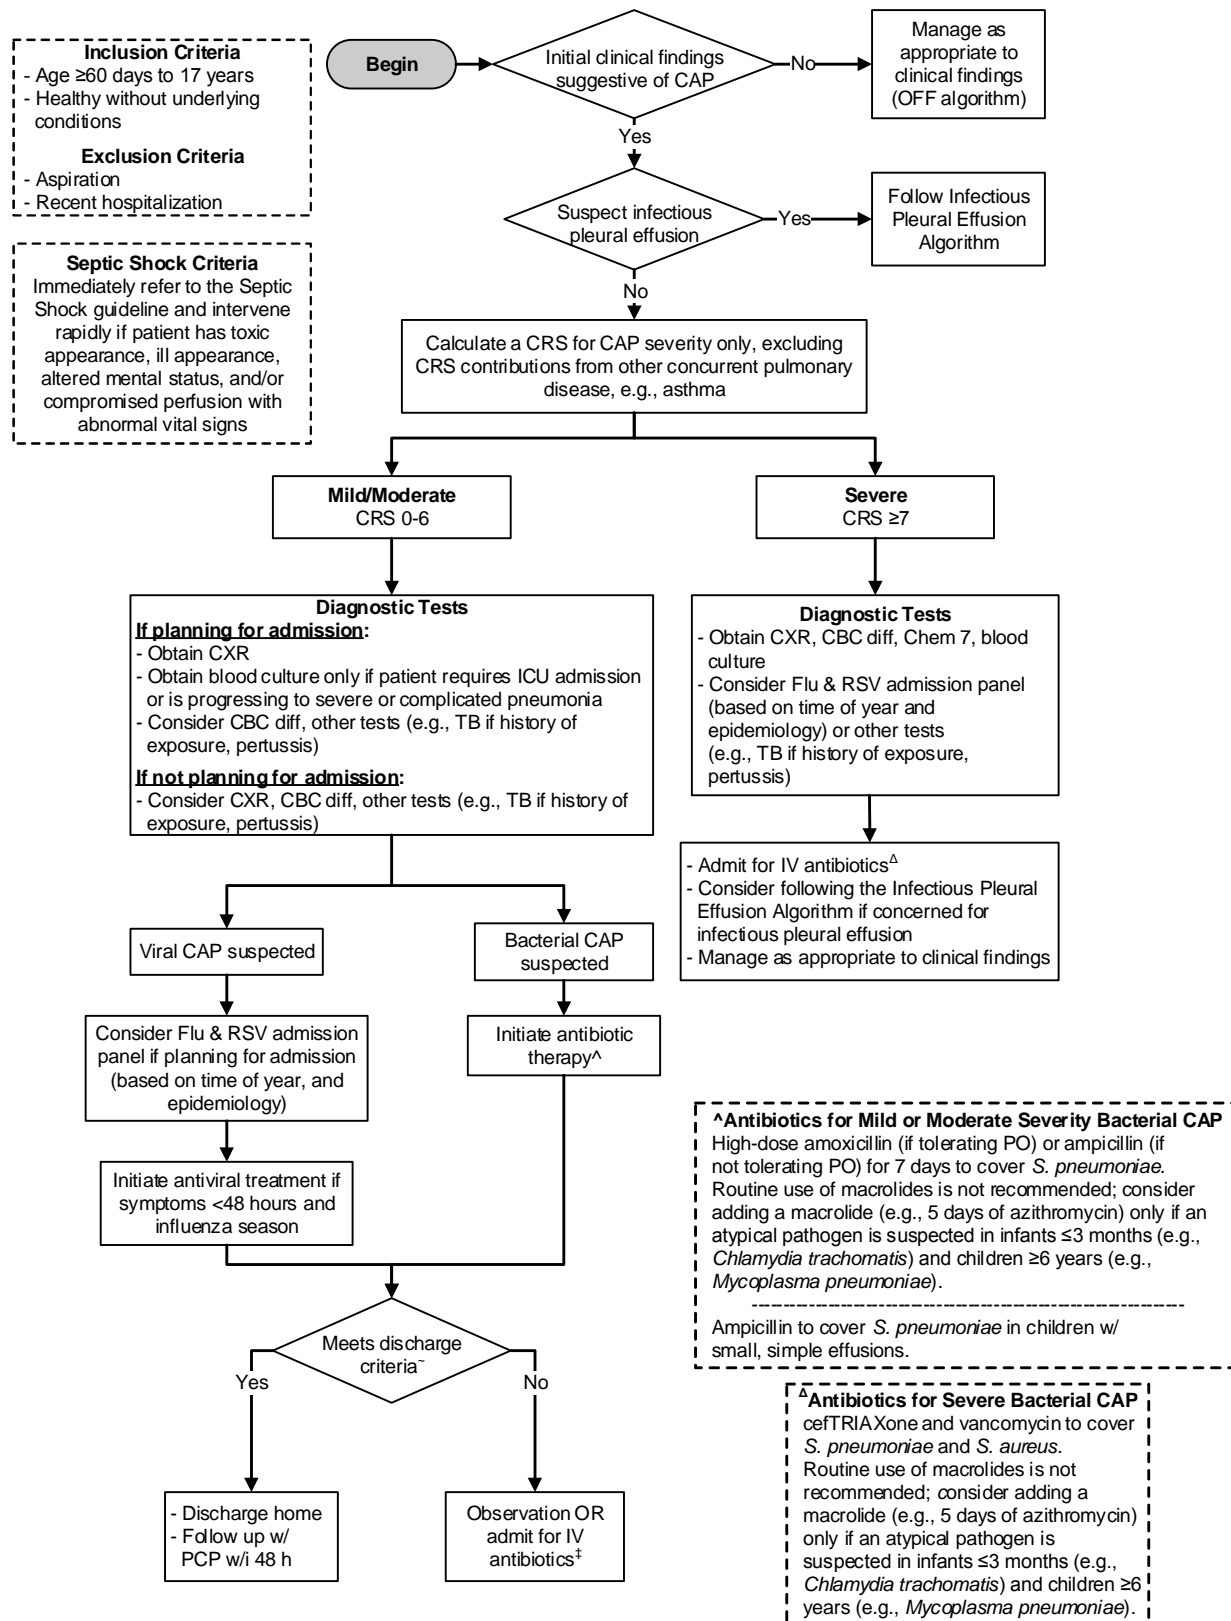 Inclusion Criteria
- Age ≥60 days to 17 years
- Healthy without underlying
conditions
Exclusion Criteria
- Aspiration
- Recent hospitalization
Septic Shock Criteria
Immediately refer to the Septic
Shock guideline and intervene
rapidly if patient has toxic
appearance, ill appearance,
altered mental status, and/or
compromised perfusion with
abnormal vital signs
Begin
Initial clinical findings
suggestive of CAP
No
Manage as
appropriate to
clinical findings
(OFF algorithm)
Yes
Suspect infectious
pleural effusion
Yes
Follow Infectious
Pleural Effusion
Algorithm
No
Calculate a CRS for CAP severity only, excluding
CRS contributions from other concurrent pulmonary
disease, e.g., asthma
Mild/Moderate
CRS 0-6
Severe
CRS ≥7
Diagnostic Tests
If planning for admission:
- Obtain CXR
- Obtain blood culture only if patient requires ICU admission
or is progressing to severe or complicated pneumonia
- Consider CBC diff, other tests (e.g., TB if history of
exposure, pertussis)
If not planning for admission:
- Consider CXR, CBC diff, other tests (e.g., TB if history of
exposure, pertussis)
Diagnostic Tests
- Obtain CXR, CBC diff, Chem 7, blood
culture
- Consider Flu & RSV admission panel
(based on time of year and
epidemiology) or other tests
(e.g., TB if history of exposure,
pertussis)
- Admit for IV antibiotics^Δ
- Consider following the Infectious Pleural
Effusion Algorithm if concerned for
infectious pleural effusion
- Manage as appropriate to clinical findings
Viral CAP suspected
Bacterial CAP
suspected
Consider Flu & RSV admission
panel if planning for admission
(based on time of year, and
epidemiology)
Initiate antibiotic
therapy^
Initiate antiviral treatment if
symptoms <48 hours and
influenza season
Meets discharge
criteria~
Yes
No
- Discharge home
- Follow up w/
PCP w/i 48 h
Observation OR
admit for IV
antibiotics‡
^Antibiotics for Mild or Moderate Severity Bacterial CAP
High-dose amoxicillin (if tolerating PO) or ampicillin (if
not tolerating PO) for 7 days to cover S. pneumoniae.
Routine use of macrolides is not recommended; consider
adding a macrolide (e.g., 5 days of azithromycin) only if an
atypical pathogen is suspected in infants ≤3 months (e.g.,
Chlamydia trachomatis) and children ≥6 years (e.g.,
Mycoplasma pneumoniae).
Ampicillin to cover S. pneumoniae in children w/
small, simple effusions.
ΔAntibiotics for Severe Bacterial CAP
cefTRIAXone and vancomycin to cover
S. pneumoniae and S. aureus.
Routine use of macrolides is not
recommended; consider adding a
macrolide (e.g., 5 days of azithromycin)
only if an atypical pathogen is
suspected in infants ≤3 months (e.g.,
Chlamydia trachomatis) and children ≥6
years (e.g., Mycoplasma pneumoniae).